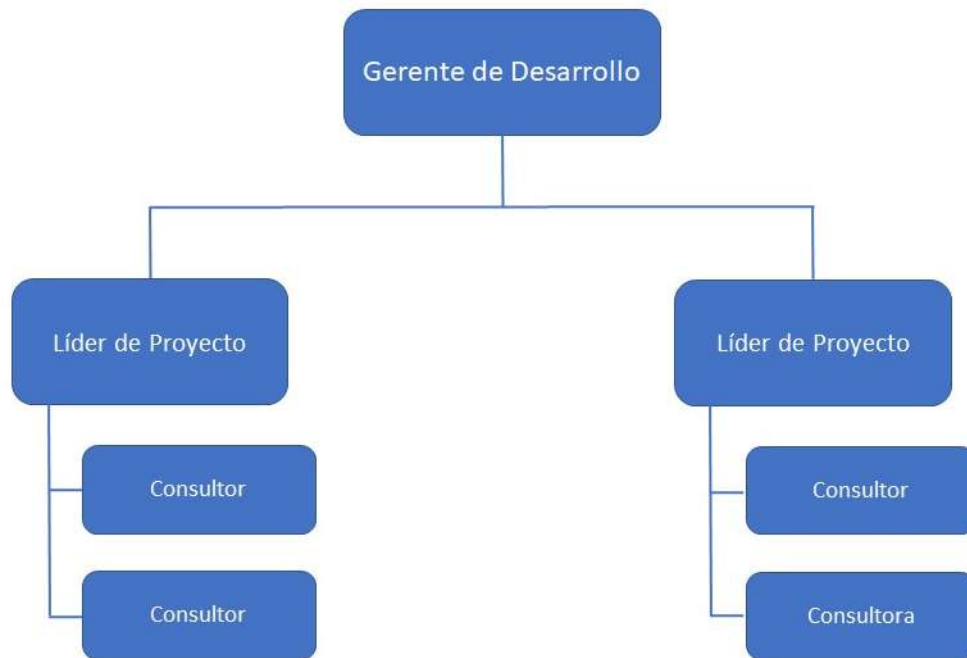 Gerente de Desarrollo
Líder de Proyecto
Líder de Proyecto
Consultor
Consultor
Consultor
Consultora